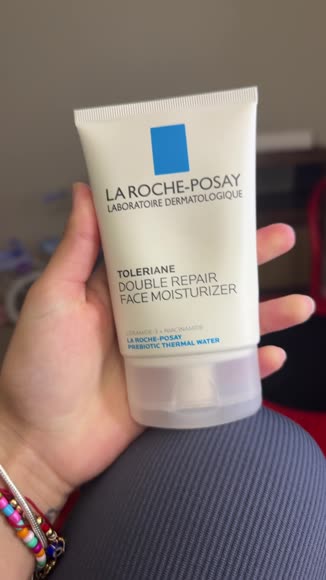 LA ROCHE-POSAY
LABORATOIRE DERMATOLOGIQUE
TOLERIANE
DOUBLE REPAIR
FACE MOISTURIZER
CERAMIDE-3 + NIACINAMIDE
LA ROCHE-POSAY
PREBIOTIC THERMAL WATER